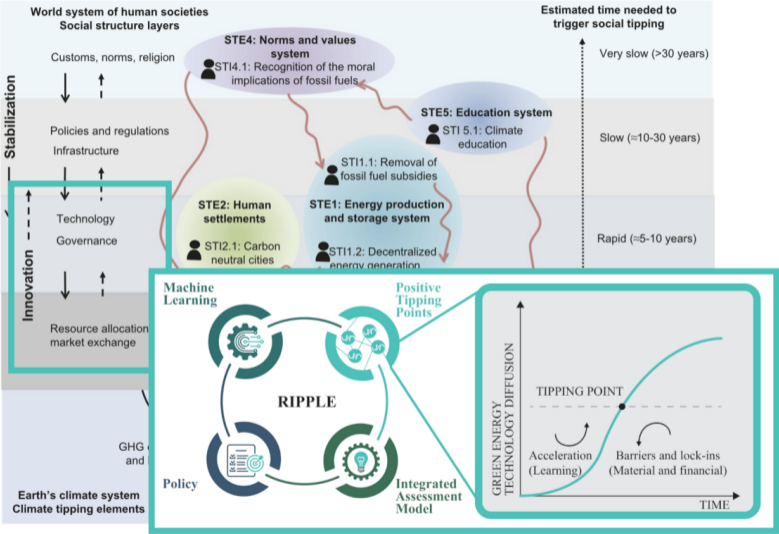 World system of human societies
Social structure layers
Estimated time needed to
trigger social tipping
Customs, norms, religion
STE4: Norms and values
system
STI4.1: Recognition of the moral
implications of fossil fuels
Very slow (>30 years)
Stabilization
Policies and regulations
Infrastructure
STE5: Education system
STI 5.1: Climate
education
Slow (≈10-30 years)
STI1.1: Removal of
fossil fuel subsidies
Innovation
Technology
Governance
STE2: Human
settlements
STI2.1: Carbon
neutral cities
STE1: Energy production
and storage system
STI1.2: Decentralized
energy generation
Rapid (≈5-10 years)
Resource allocation
market exchange
GHG
and
Earth's climate system
Climate tipping elements
Machine
Learning
Positive
Tipping
Points
RIPPLE
Policy
Integrated
Assessment
Model
GREEN ENERGY
TECHNOLOGY DIFFUSION
TIPPING POINT
Acceleration
(Learning)
Barriers and lock-ins
(Material and financial)
TIME